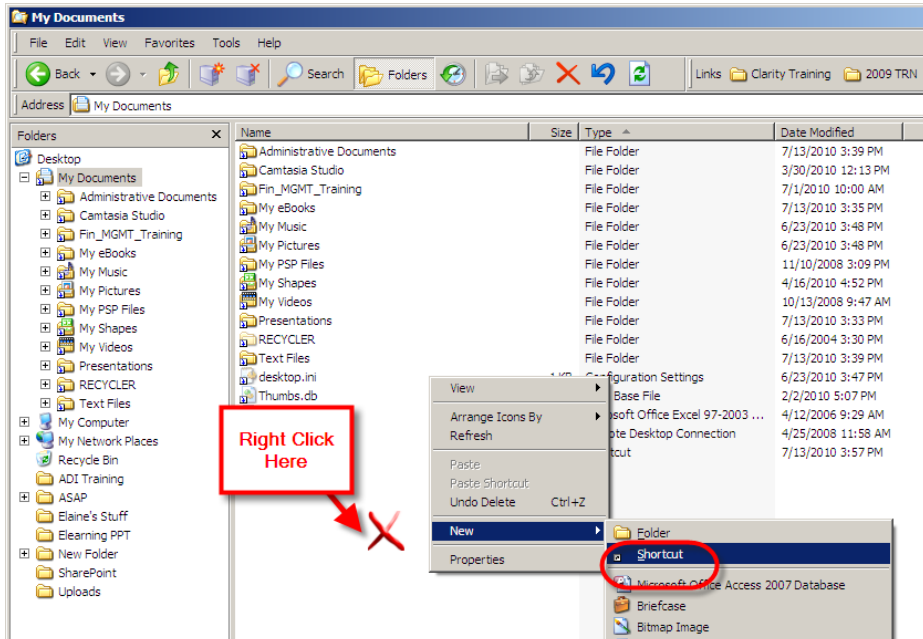 My Documents
File Edit View Favorites Tools Help
Back Search Folders Links Clarity Training 2009 TRN
Address My Documents
Folders x Name Size Type Date Modified
Desktop
My Documents
Administrative Documents
Camtasia Studio
Fin_MGMT_Training
My eBooks
My Music
My Pictures
My PSP Files
My Shapes
My Videos
Presentations
RECYCLER
Text Files
My Computer
My Network Places
Recycle Bin
ADI Training
ASAP
Elaine's Stuff
Elearning PPT
New Folder
SharePoint
Uploads
Administrative Documents File Folder 7/13/2010 3:39 PM
Camtasia Studio File Folder 3/30/2010 12:13 PM
Fin_MGMT_Training File Folder 7/1/2010 10:00 AM
My eBooks File Folder 7/13/2010 3:35 PM
My Music File Folder 6/23/2010 3:48 PM
My Pictures File Folder 6/23/2010 3:48 PM
My PSP Files File Folder 11/10/2008 3:09 PM
My Shapes File Folder 4/16/2010 4:52 PM
My Videos File Folder 10/13/2008 9:47 AM
Presentations File Folder 7/13/2010 3:33 PM
RECYCLER File Folder 6/16/2004 3:30 PM
Text Files File Folder 7/13/2010 3:39 PM
desktop.ini 1 KB Configuration Settings 6/23/2010 3:47 PM
Thumbs.db Base File 2/2/2010 5:07 PM
osoft Office Excel 97-2003 ... 4/12/2006 9:29 AM
ote Desktop Connection 4/25/2008 11:58 AM
tcut 7/13/2010 3:57 PM
Right Click
Here
View
Arrange Icons By
Refresh
Paste
Paste Shortcut
Undo Delete Ctrl+Z
New
Properties
Folder
Shortcut
Microsoft Office Access 2007 Database
Briefcase
Bitmap Image